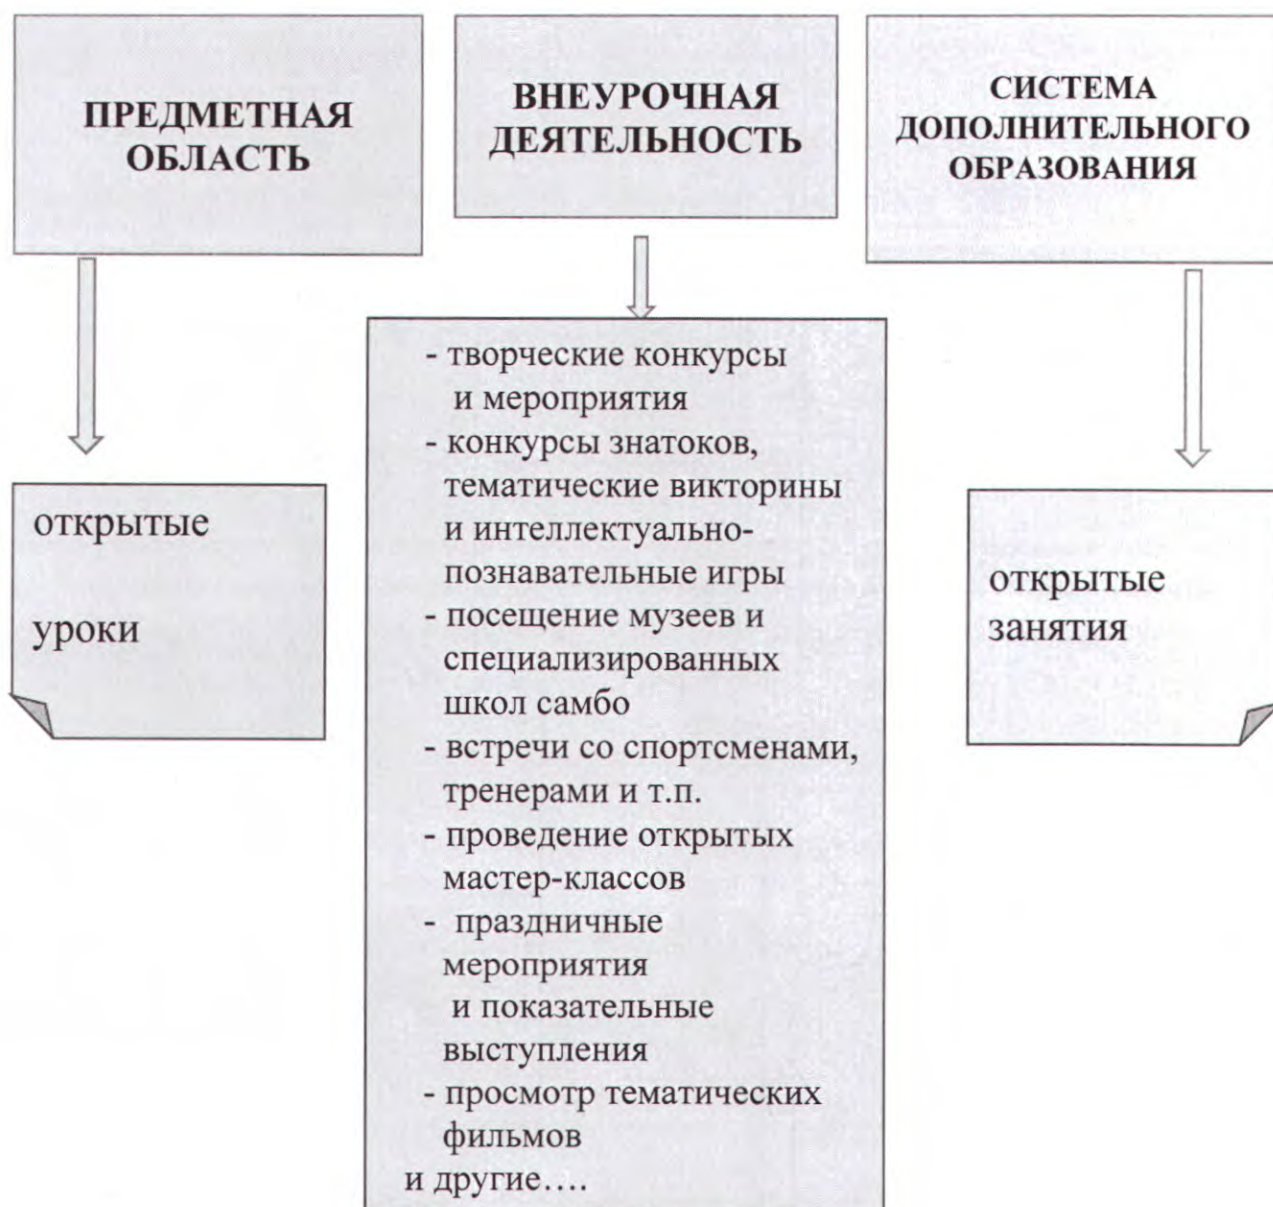 ПРЕДМЕТНАЯ
ОБЛАСТЬ
ВНЕУРОЧНАЯ
ДЕЯТЕЛЬНОСТЬ
СИСТЕМА
ДОПОЛНИТЕЛЬНОГО
ОБРАЗОВАНИЯ
открытые
уроки
- творческие конкурсы
и мероприятия
- конкурсы знатоков,
тематические викторины
и интеллектуально-
познавательные игры
- посещение музеев и
специализированных
школ самбо
- встречи со спортсменами,
тренерами и т.п.
- проведение открытых
мастер-классов
- праздничные
мероприятия
и показательные
выступления
- просмотр тематических
фильмов
и другие….
открытые
занятия